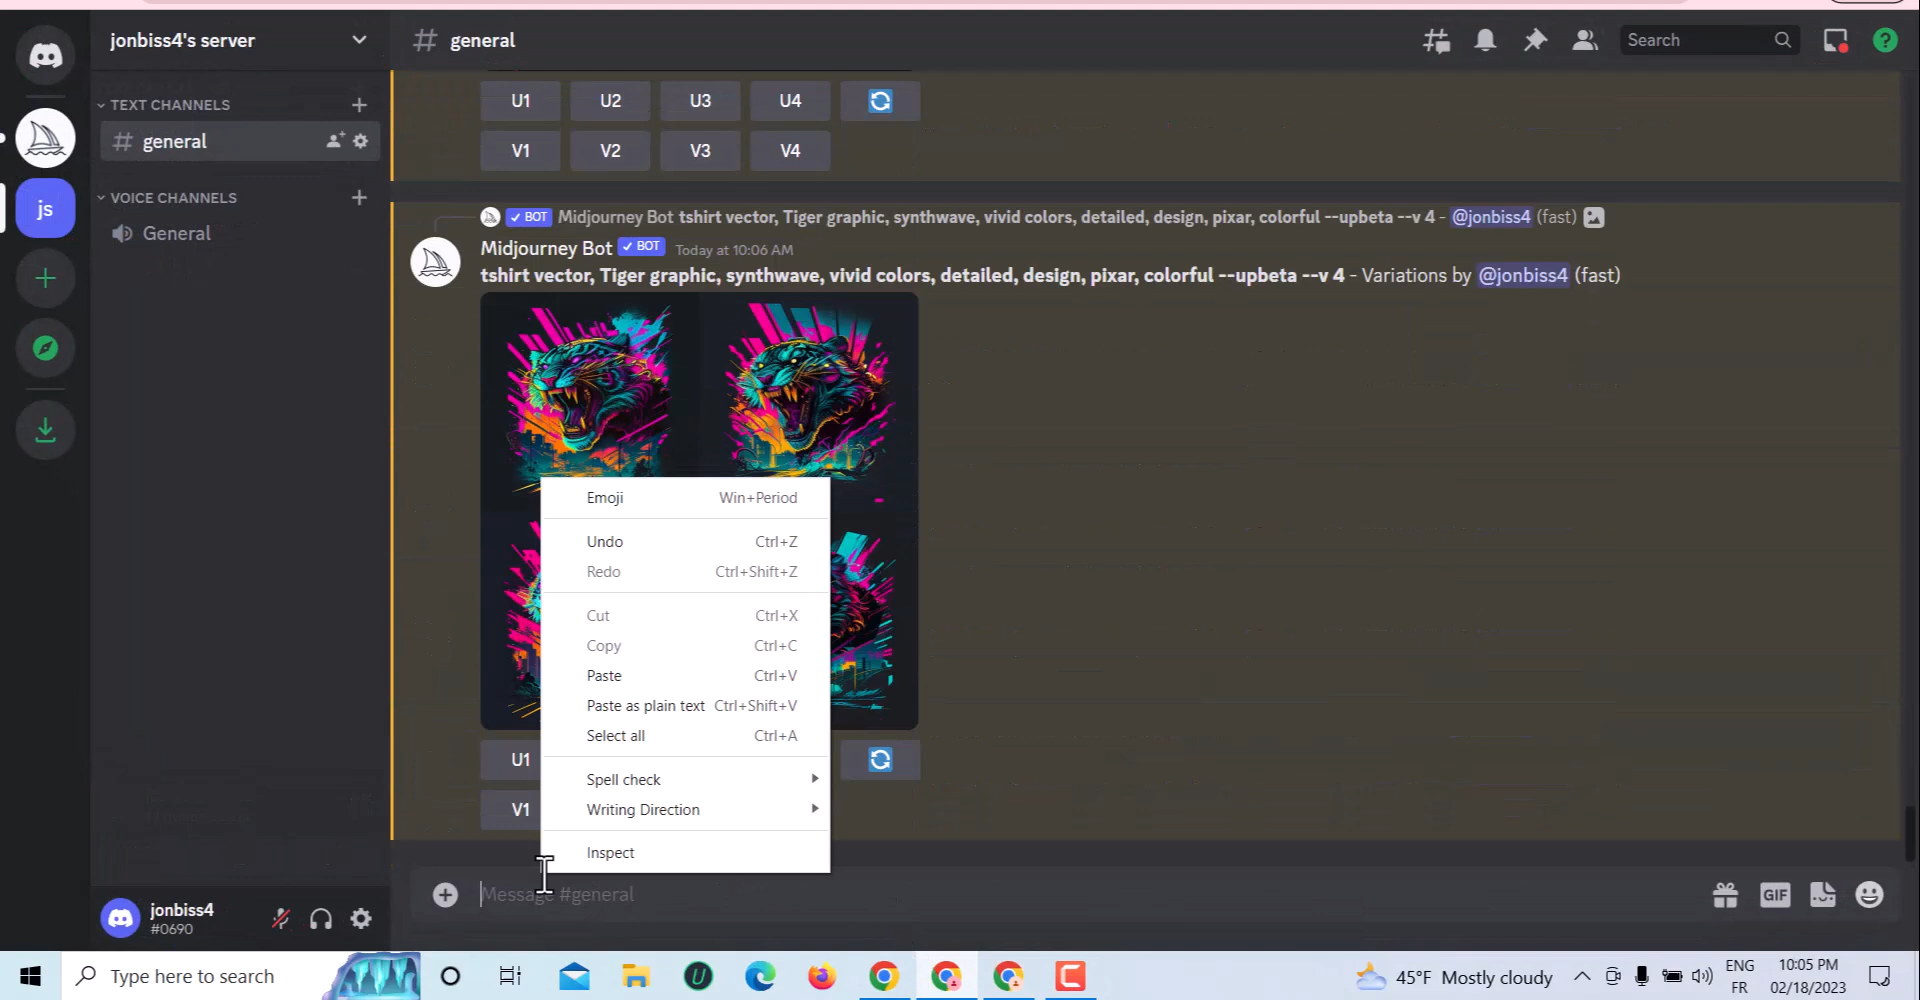 jonbiss4's server
general
Search
?
TEXT CHANNELS
general
VOICE CHANNELS
General
js
U1 U2 U3 U4
V1 V2 V3 V4
BOT Midjourney Bot tshirt vector, Tiger graphic, synthwave, vivid colors, detailed, design, pixar, colorful --upbeta --v 4 - @jonbiss4 (fast)
Midjourney Bot BOT Today at 10:06 AM
tshirt vector, Tiger graphic, synthwave, vivid colors, detailed, design, pixar, colorful --upbeta --v 4 - Variations by @jonbiss4 (fast)
Emoji Win+Period
Undo Ctrl+Z
Redo Ctrl+Shift+Z
Cut Ctrl+X
Copy Ctrl+C
Paste Ctrl+V
Paste as plain text Ctrl+Shift+V
Select all Ctrl+A
Spell check
Writing Direction
Inspect
U1
V1
Message #general
GIF
jonbiss4
#0690
Type here to search
45°F Mostly cloudy
ENG
FR
10:05 PM
02/18/2023